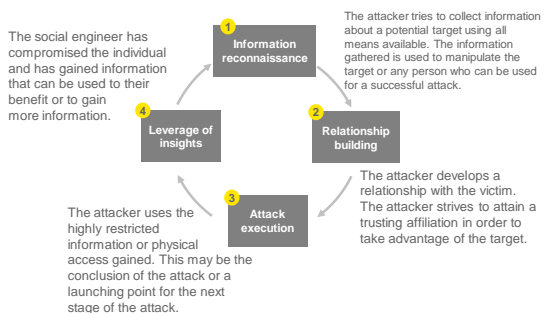 1
Information
reconnaissance
The attacker tries to collect information
about a potential target using all
means available. The information
gathered is used to manipulate the
target or any person who can be used
for a successful attack.
2
Relationship
building
The attacker develops a
relationship with the victim.
The attacker strives to attain a
trusting affiliation in order to
take advantage of the target.
3
Attack
execution
The attacker uses the
highly restricted
information or physical
access gained. This may be the
conclusion of the attack or a
launching point for the next
stage of the attack.
4
Leverage of
insights
The social engineer has
compromised the individual
and has gained information
that can be used to their
benefit or to gain
more information.